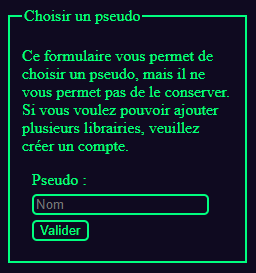 Choisir un pseudo
Ce formulaire vous permet de
choisir un pseudo, mais il ne
vous permet pas de le conserver.
Si vous voulez pouvoir ajouter
plusieurs librairies, veuillez
créer un compte.
Pseudo :
Nom
Valider